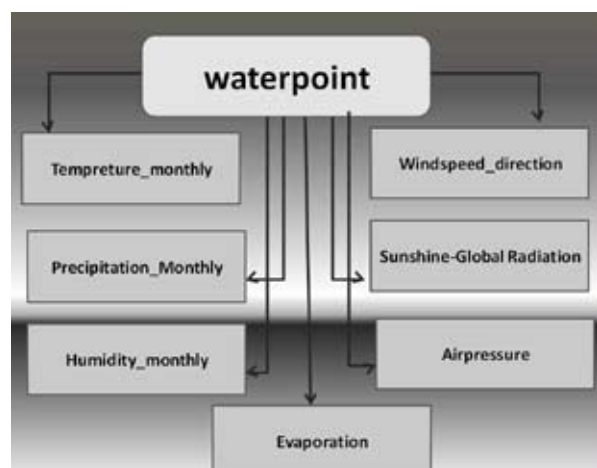 waterpoint
Tempreture_monthly
Windspeed_direction
Precipitation_Monthly
Sunshine-Global Radiation
Humidity_monthly
Airpressure
Evaporation